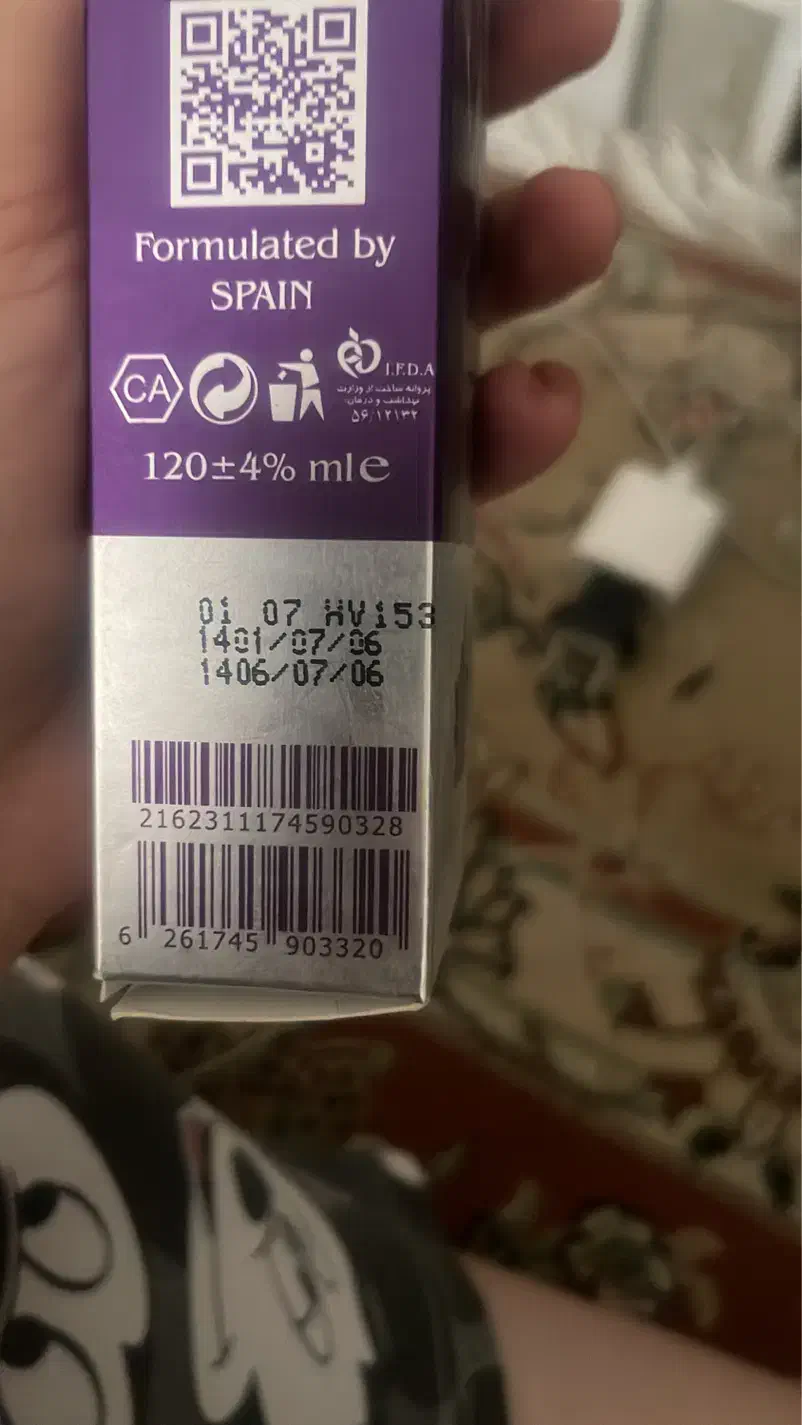 Formulated by
SPAIN
CA
I.F.D.A
پروانه ساخت از وزارت
بهداشت و درمان:
۵۶/۱۲۱۳۲
120±4% ml e
01 07 HV153
1401/07/06
1406/07/06
2162311174590328
6 261745 903320